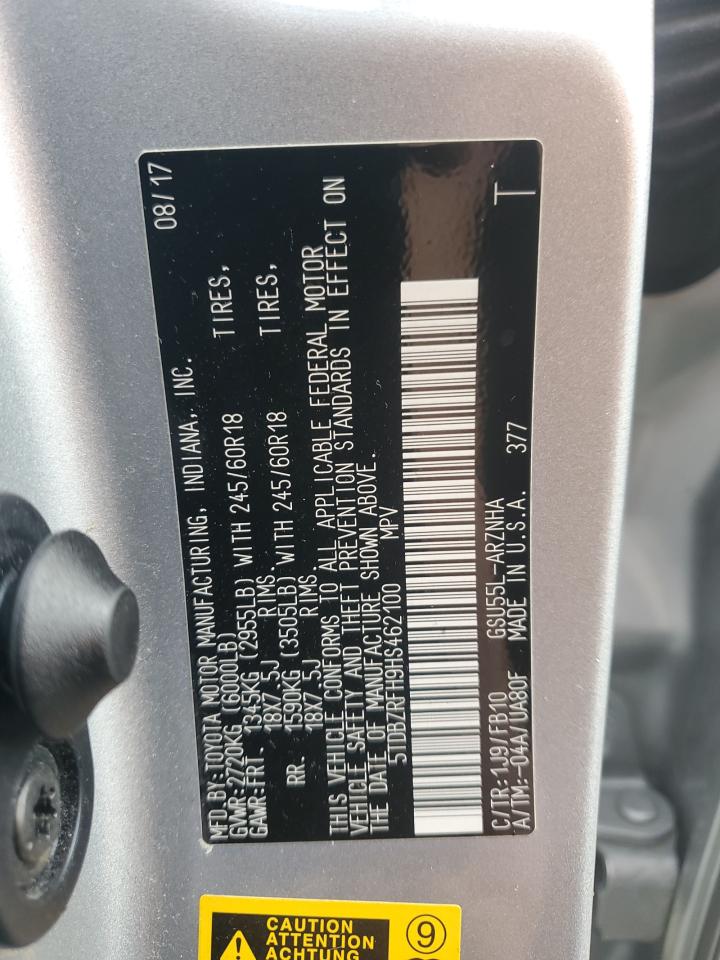 MFD.BY:TOYOTA MOTOR MANUFACTURING, INDIANA, INC. 08/17
GVWR:2720KG (6000LB)
GAWR:FRT. 1345KG (2955LB) WITH 245/60R18 TIRES,
18X7.5J RIMS,
RR. 1590KG (3505LB) WITH 245/60R18 TIRES,
18X7.5J RIMS.
THIS VEHICLE CONFORMS TO ALL APPLICABLE FEDERAL MOTOR
VEHICLE SAFETY AND THEFT PREVENTION STANDARDS IN EFFECT ON
THE DATE OF MANUFACTURE SHOWN ABOVE.
5TDBZRFH9HS462100 MPV
C/TR:1J9/FB10 GSU55L-ARZNHA T
A/TM:-04A/UA80F MADE IN U.S.A. 377
CAUTION
ATTENTION
ACHTUNG
9